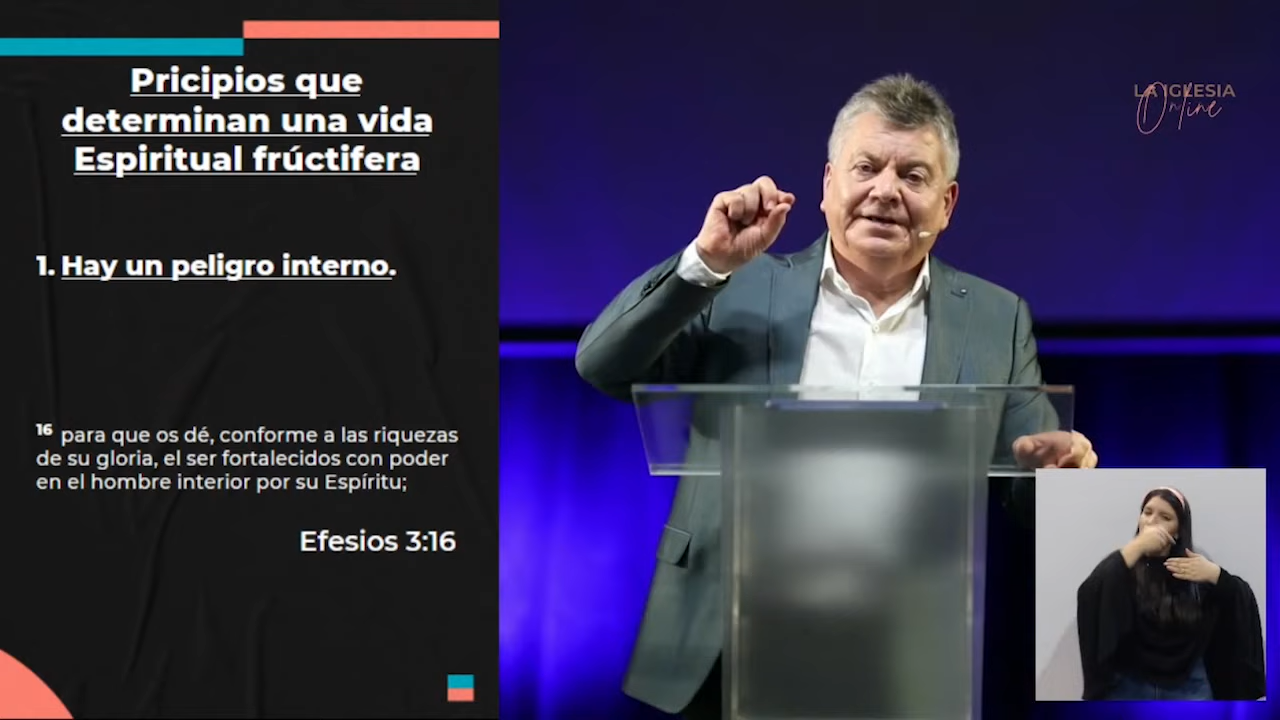 Pricipios que
determinan una vida
Espiritual frúctifera
1. Hay un peligro interno.
16 para que os dé, conforme a las riquezas
de su gloria, el ser fortalecidos con poder
en el hombre interior por su Espíritu;
Efesios 3:16
LA IGLESIA
Online